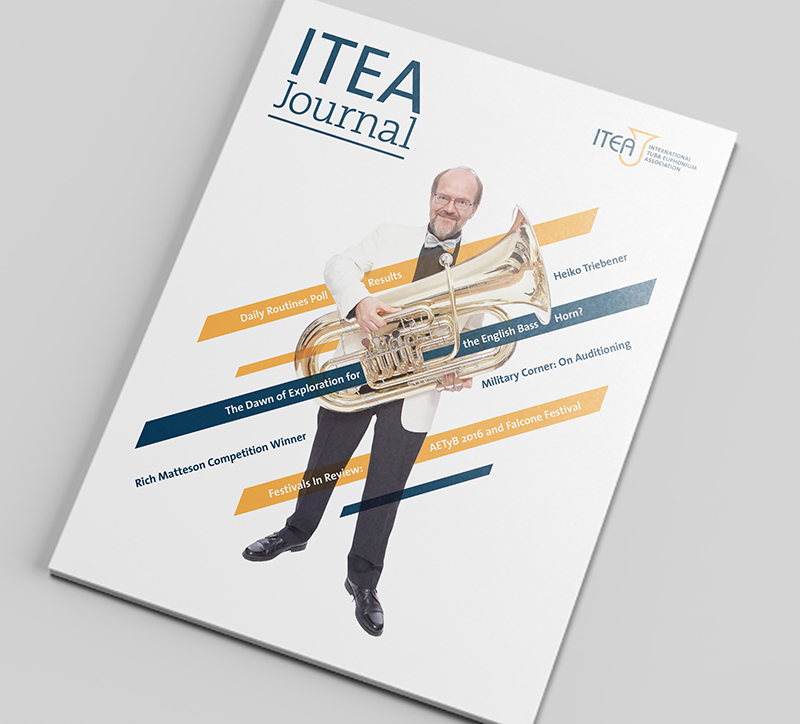 ITEA
Journal
ITEA
INTERNATIONAL
TUBA EUPHONIUM
ASSOCIATION
Heiko Triebener
Daily Routines Poll Results
The Dawn of Exploration for the English Bass Horn?
Military Corner: On Auditioning
Rich Matteson Competition Winner
Festivals In Review: AETyB 2016 and Falcone Festival